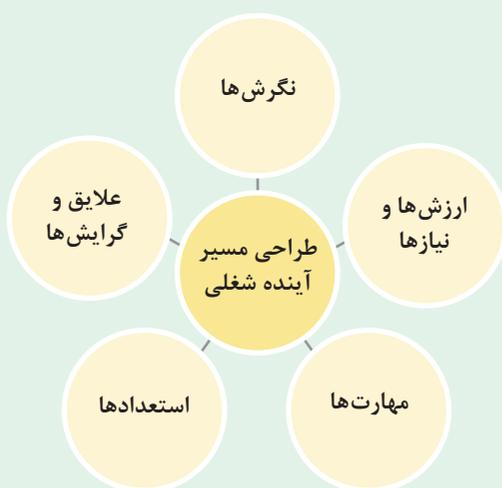 نگرش‌ها
ارزش‌ها و
نیازها
علایق و
گرایش‌ها
طراحی مسیر
آینده شغلی
مهارت‌ها
استعدادها